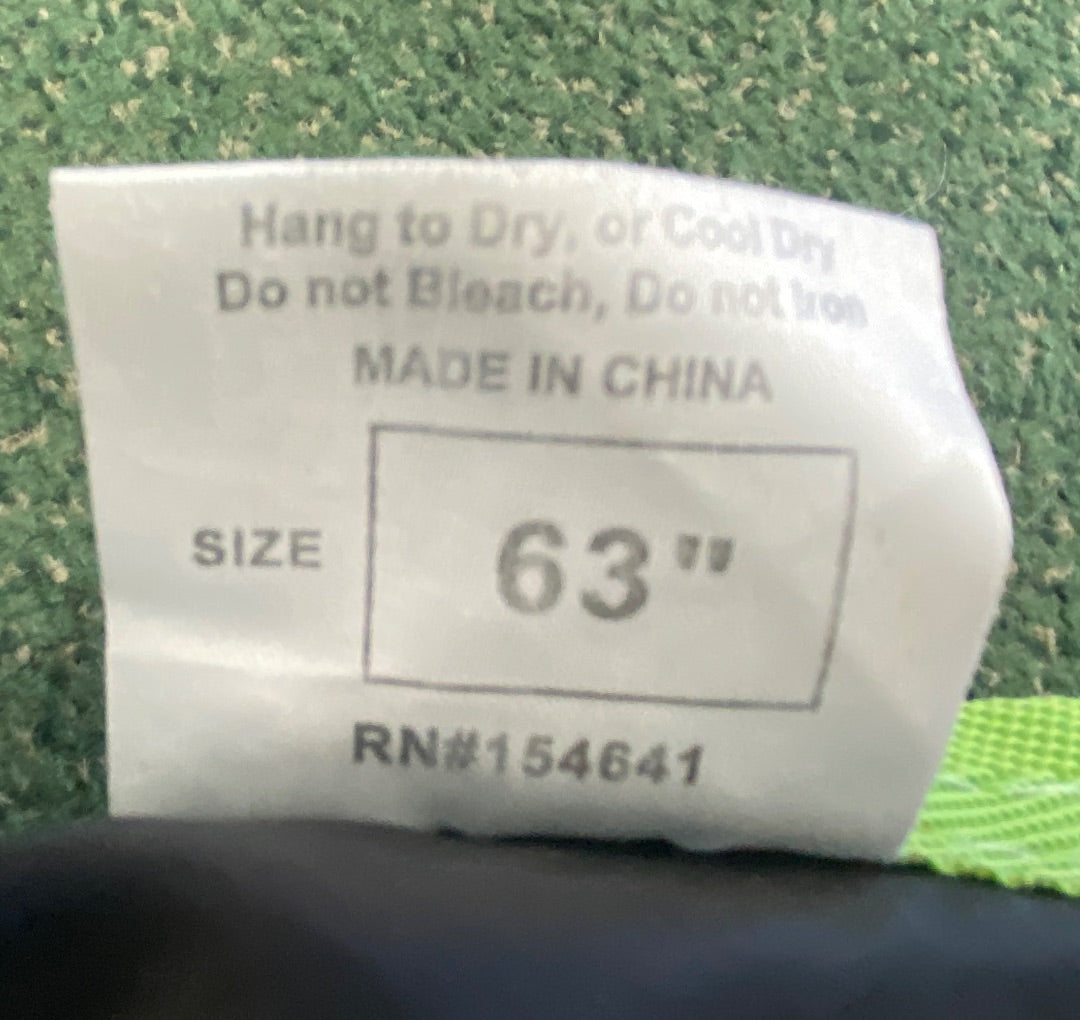 Hang to Dry, or Cool Dry
Do not Bleach, Do not Iron
MADE IN CHINA
SIZE
63"
RN#154641